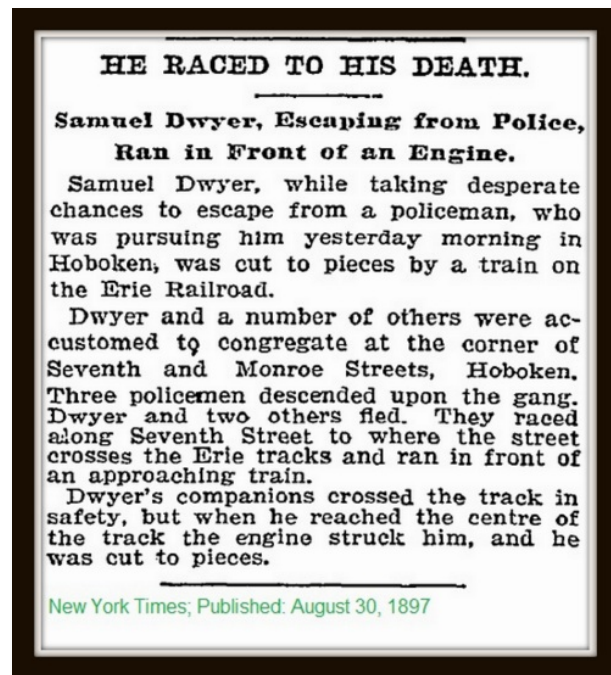 HE RACED TO HIS DEATH.
Samuel Dwyer, Escaping from Police,
Ran in Front of an Engine.
Samuel Dwyer, while taking desperate
chances to escape from a policeman, who
was pursuing him yesterday morning in
Hoboken, was cut to pieces by a train on
the Erie Railroad.
Dwyer and a number of others were ac-
customed to congregate at the corner of
Seventh and Monroe Streets, Hoboken.
Three policemen descended upon the gang.
Dwyer and two others fled. They raced
along Seventh Street to where the street
crosses the Erie tracks and ran in front of
an approaching train.
Dwyer's companions crossed the track in
safety, but when he reached the centre of
the track the engine struck him, and he
was cut to pieces.
New York Times; Published: August 30, 1897